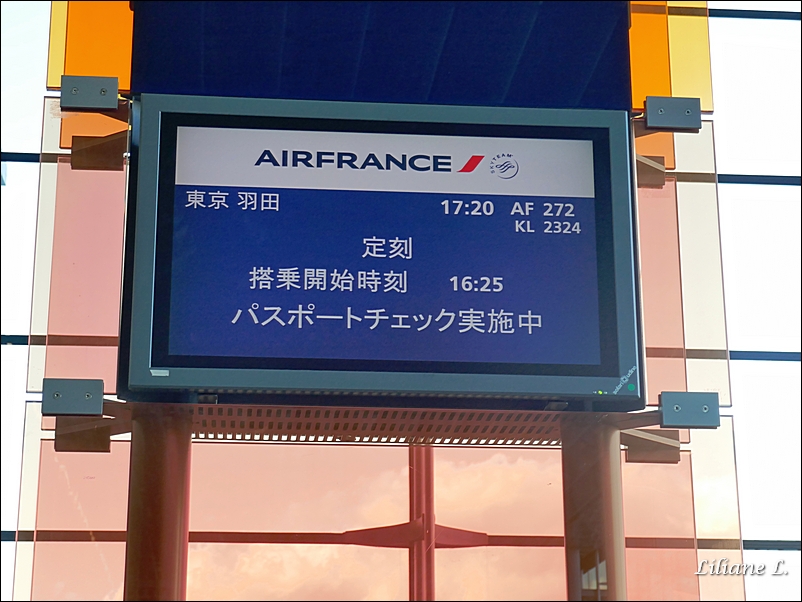 AIRFRANCE SKYTEAM
東京 羽田 17:20 AF 272
KL 2324
定刻
搭乗開始時刻 16:25
パスポートチェック実施中
Liliane L.